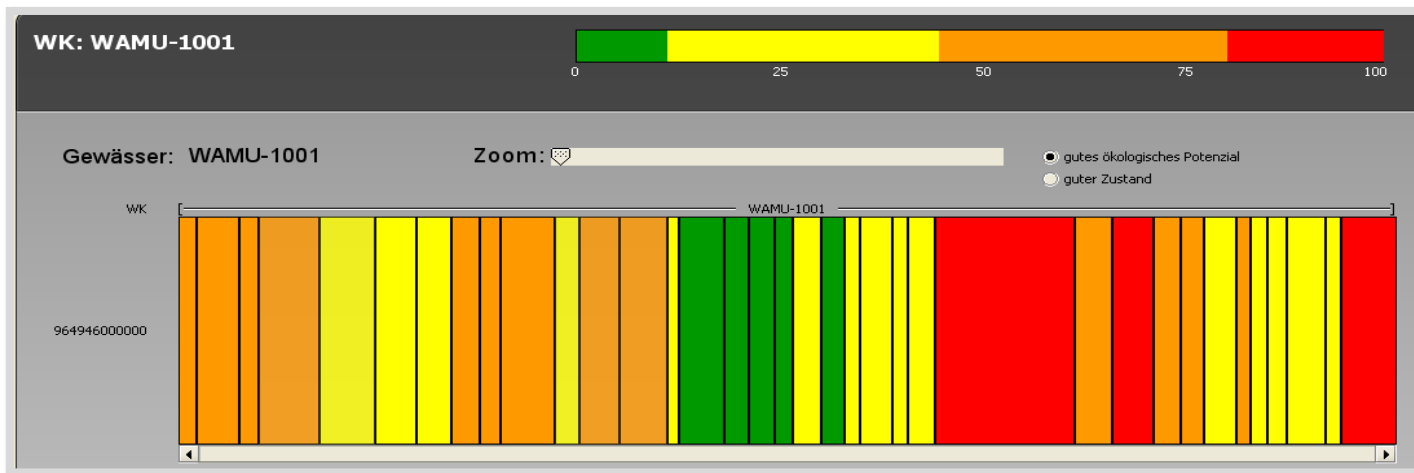 WK: WAMU-1001
0 25 50 75 100
Gewässer: WAMU-1001 Zoom: gutes ökologisches Potenzial
guter Zustand
WK [ WAMU-1001 ]
964946000000